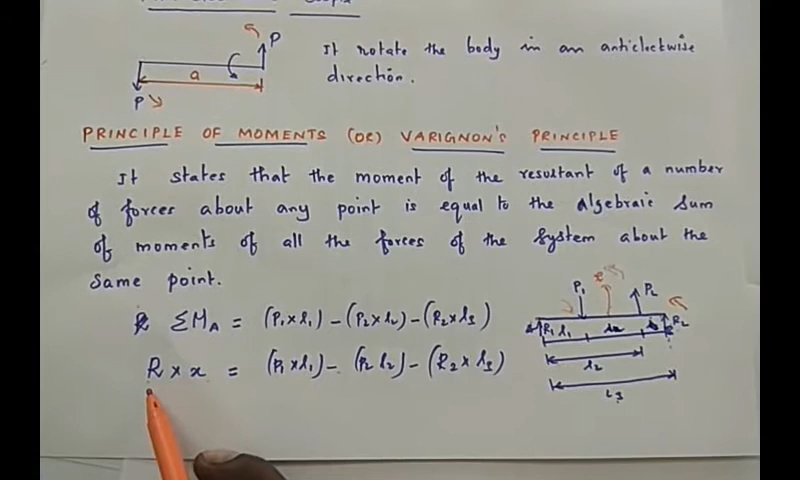 P
It rotate the body in an anticlockwise
a
direction.
P
PRINCIPLE OF MOMENTS (OR) VARIGNON'S PRINCIPLE
It states that the moment of the resultant of a number
of forces about any point is equal to the algebraic sum
of moments of all the forces of the system about the
same point.
P₁ P₂
ΣM_A = (P₁×l₁) – (P₂×l₂) – (R₂×l₃)
R₁ l₁ R₂
R × x = (P₁×l₁) – (P₂ l₂) – (R₂ × l₃)
l₂
l₃